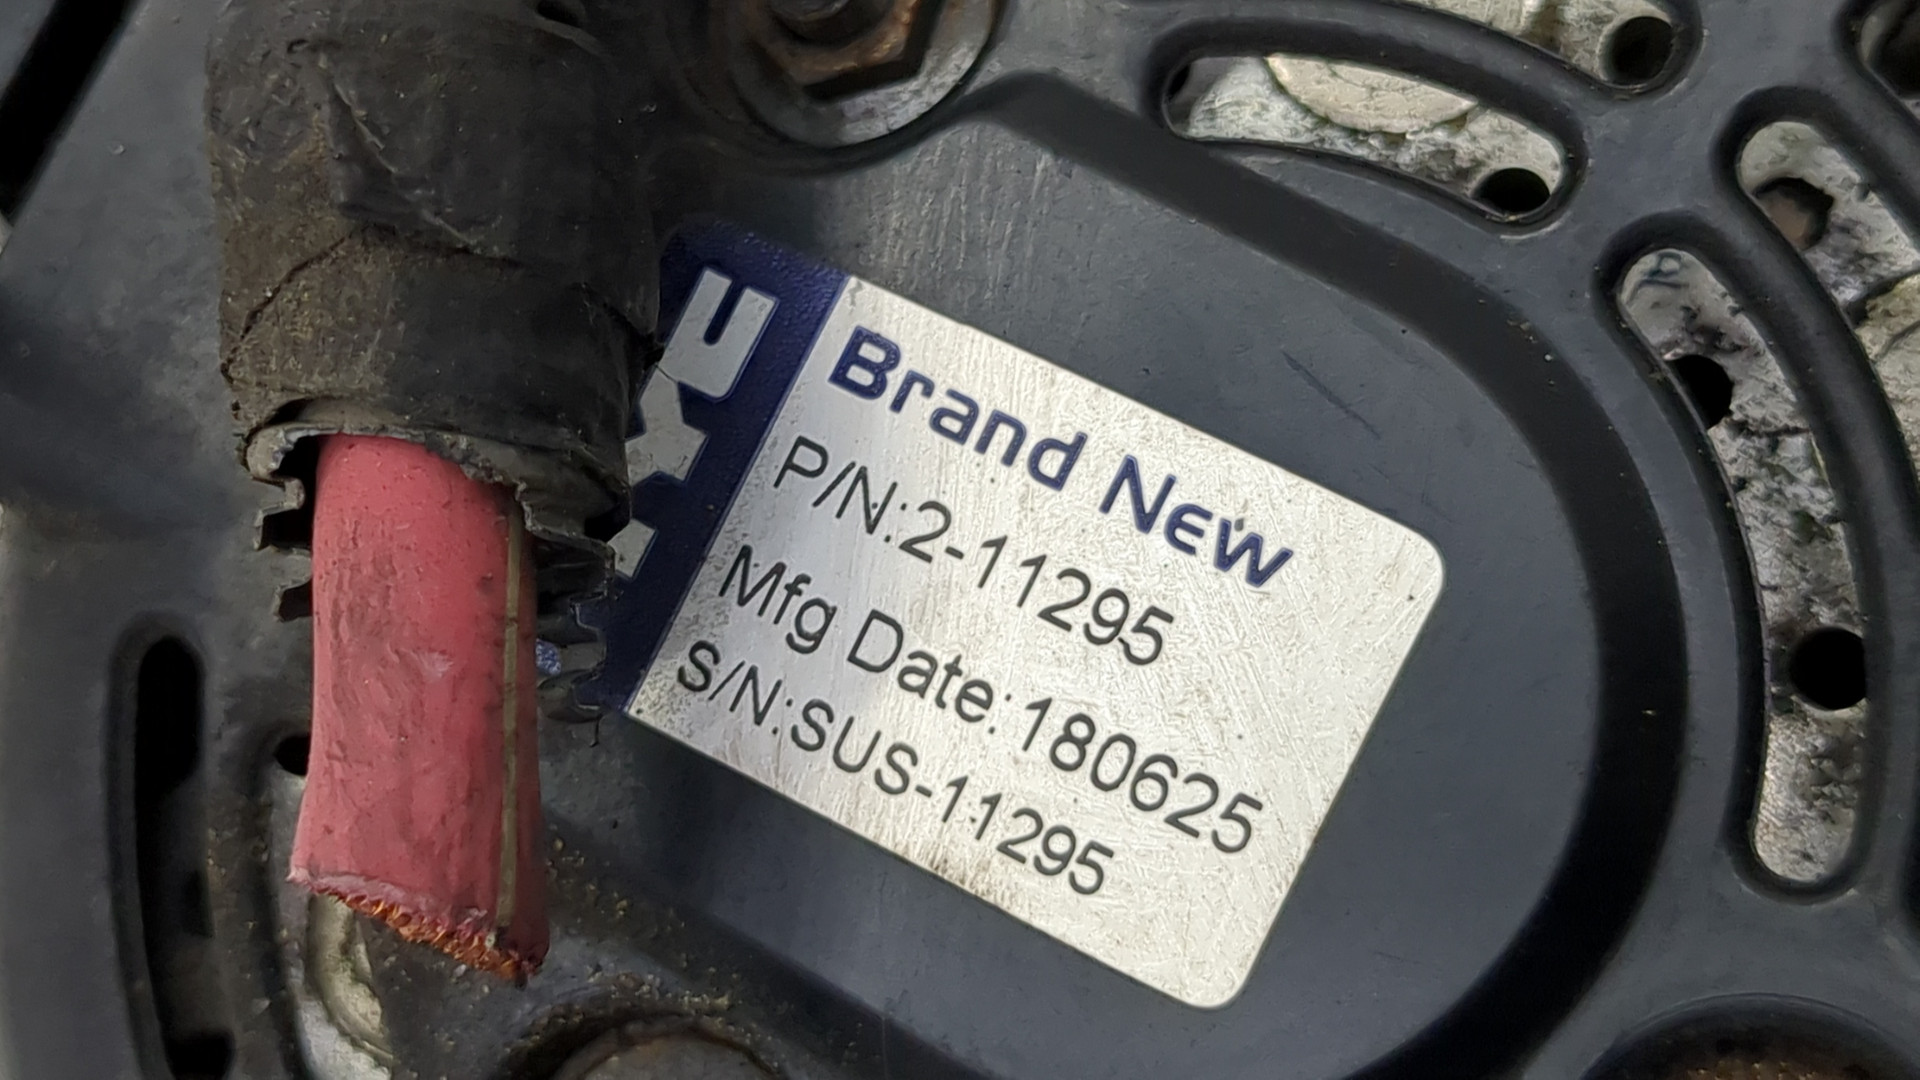 Brand New
P/N:2-11295
Mfg Date:180625
S/N:SUS-11295